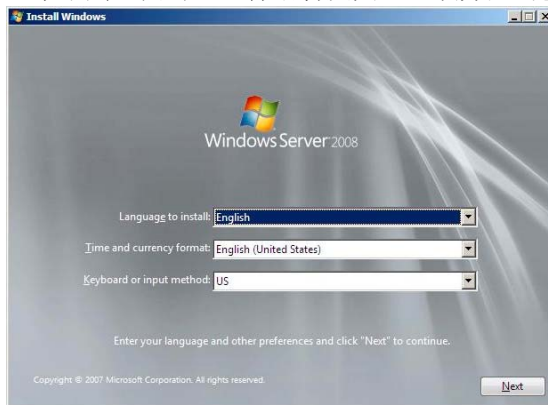 Install Windows
Windows Server 2008
Language to install: English
Time and currency format: English (United States)
Keyboard or input method: US
Enter your language and other preferences and click "Next" to continue.
Copyright © 2007 Microsoft Corporation. All rights reserved.
Next